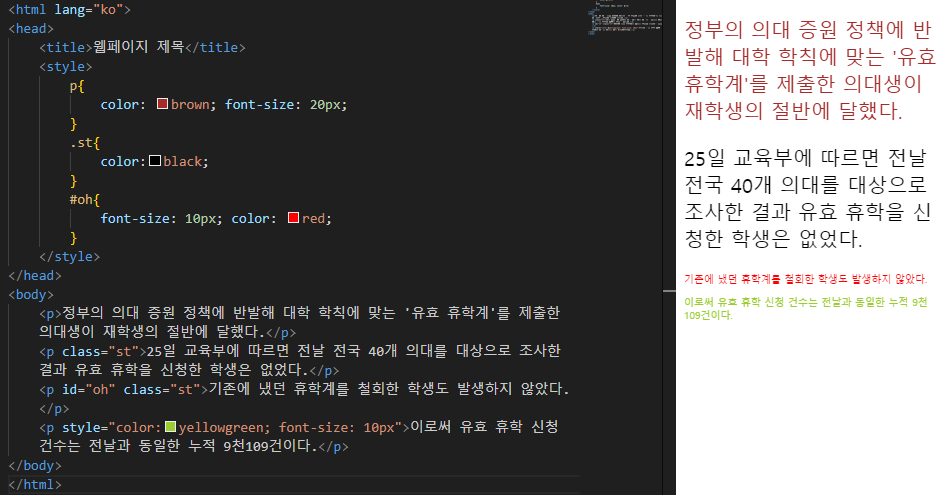 <html lang="ko">
<head>
<title>웹페이지 제목</title>
<style>
p{
color: brown; font-size: 20px;
}
.st{
color:black;
}
#oh{
font-size: 10px; color: red;
}
</style>
</head>
<body>
<p>정부의 의대 증원 정책에 반발해 대학 학칙에 맞는 '유효 휴학계'를 제출한
의대생이 재학생의 절반에 달했다.</p>
<p class="st">25일 교육부에 따르면 전날 전국 40개 의대를 대상으로 조사한
결과 유효 휴학을 신청한 학생은 없었다.</p>
<p id="oh" class="st">기존에 냈던 휴학계를 철회한 학생도 발생하지 않았다.
</p>
<p style="color:yellowgreen; font-size: 10px">이로써 유효 휴학 신청
건수는 전날과 동일한 누적 9천109건이다.</p>
</body>
</html>
정부의 의대 증원 정책에 반
발해 대학 학칙에 맞는 '유효
휴학계'를 제출한 의대생이
재학생의 절반에 달했다.
25일 교육부에 따르면 전날
전국 40개 의대를 대상으로
조사한 결과 유효 휴학을 신
청한 학생은 없었다.
기존에 냈던 휴학계를 철회한 학생도 발생하지 않았다.
이로써 유효 휴학 신청 건수는 전날과 동일한 누적 9천
109건이다.